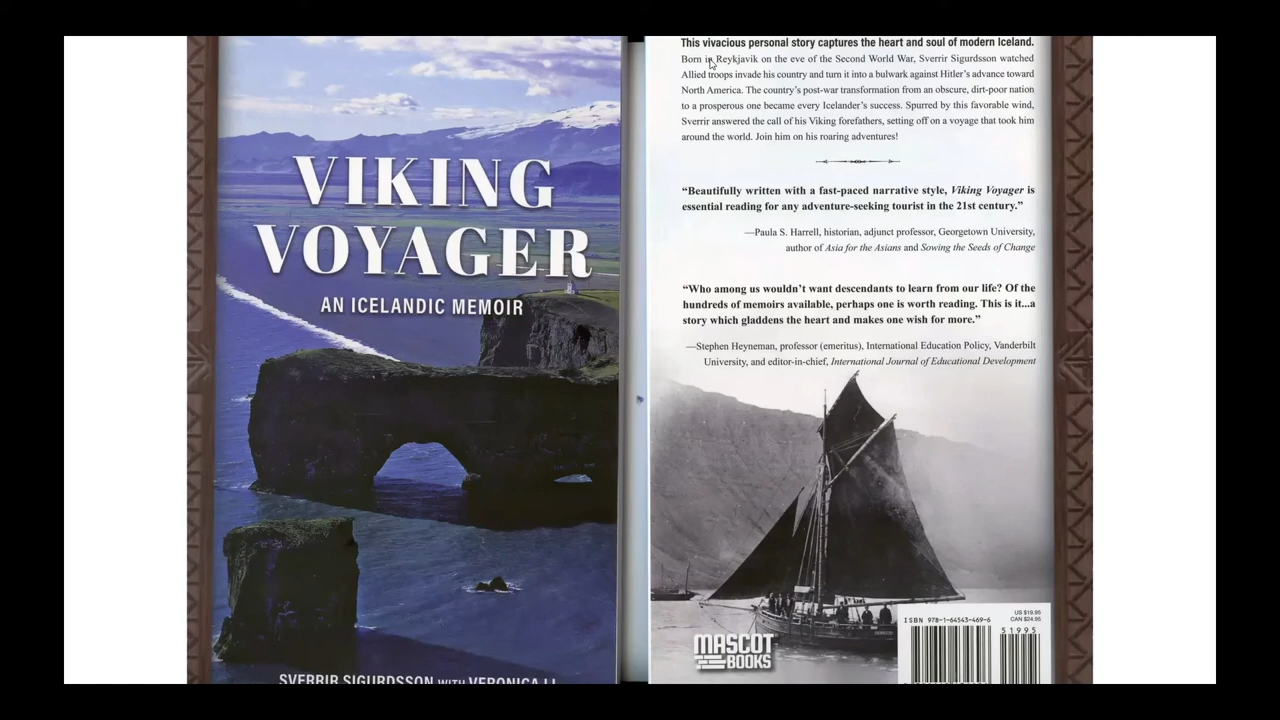 VIKING
VOYAGER
AN ICELANDIC MEMOIR
SVERRIR SIGURDSSON WITH VERONICA LI
This vivacious personal story captures the heart and soul of modern Iceland.
Born in Reykjavik on the eve of the Second World War, Sverrir Sigurdsson watched
Allied troops invade his country and turn it into a bulwark against Hitler's advance toward
North America. The country's post-war transformation from an obscure, dirt-poor nation
to a prosperous one became every Icelander's success. Spurred by this favorable wind,
Sverrir answered the call of his Viking forefathers, setting off on a voyage that took him
around the world. Join him on his roaring adventures!
“Beautifully written with a fast-paced narrative style, Viking Voyager is
essential reading for any adventure-seeking tourist in the 21st century.”
—Paula S. Harrell, historian, adjunct professor, Georgetown University,
author of Asia for the Asians and Sowing the Seeds of Change
“Who among us wouldn't want descendants to learn from our life? Of the
hundreds of memoirs available, perhaps one is worth reading. This is it...a
story which gladdens the heart and makes one wish for more.”
—Stephen Heyneman, professor (emeritus), International Education Policy, Vanderbilt
University, and editor-in-chief, International Journal of Educational Development
MASCOT
BOOKS
US $19.95
CAN $24.95
ISBN 978-1-64543-469-6
51995